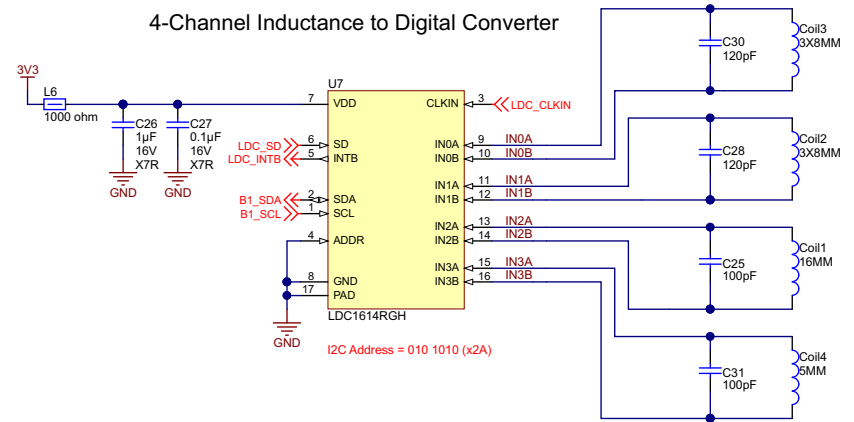 4-Channel Inductance to Digital Converter
3V3
L6
1000 ohm
C26
1µF
16V
X7R
GND
C27
0.1µF
16V
X7R
GND
LDC_SD
LDC_INTB
B1_SDA
B1_SCL
GND
U7
7 VDD CLKIN 3 LDC_CLKIN
6 SD INN0A 9 IN0A
5 INTB IN0B 10 IN0B
IN1A 11 IN1A
2 SDA IN1B 12 IN1B
1 SCL
IN2A 13 IN2A
4 ADDR IN2B 14 IN2B
IN3A 15 IN3A
8 GND IN3B 16 IN3B
17 PAD
LDC1614RGH
I2C Address = 010 1010 (x2A)
C30
120pF
Coil3
3X8MM
C28
120pF
Coil2
3X8MM
C25
100pF
Coil1
16MM
C31
100pF
Coil4
5MM